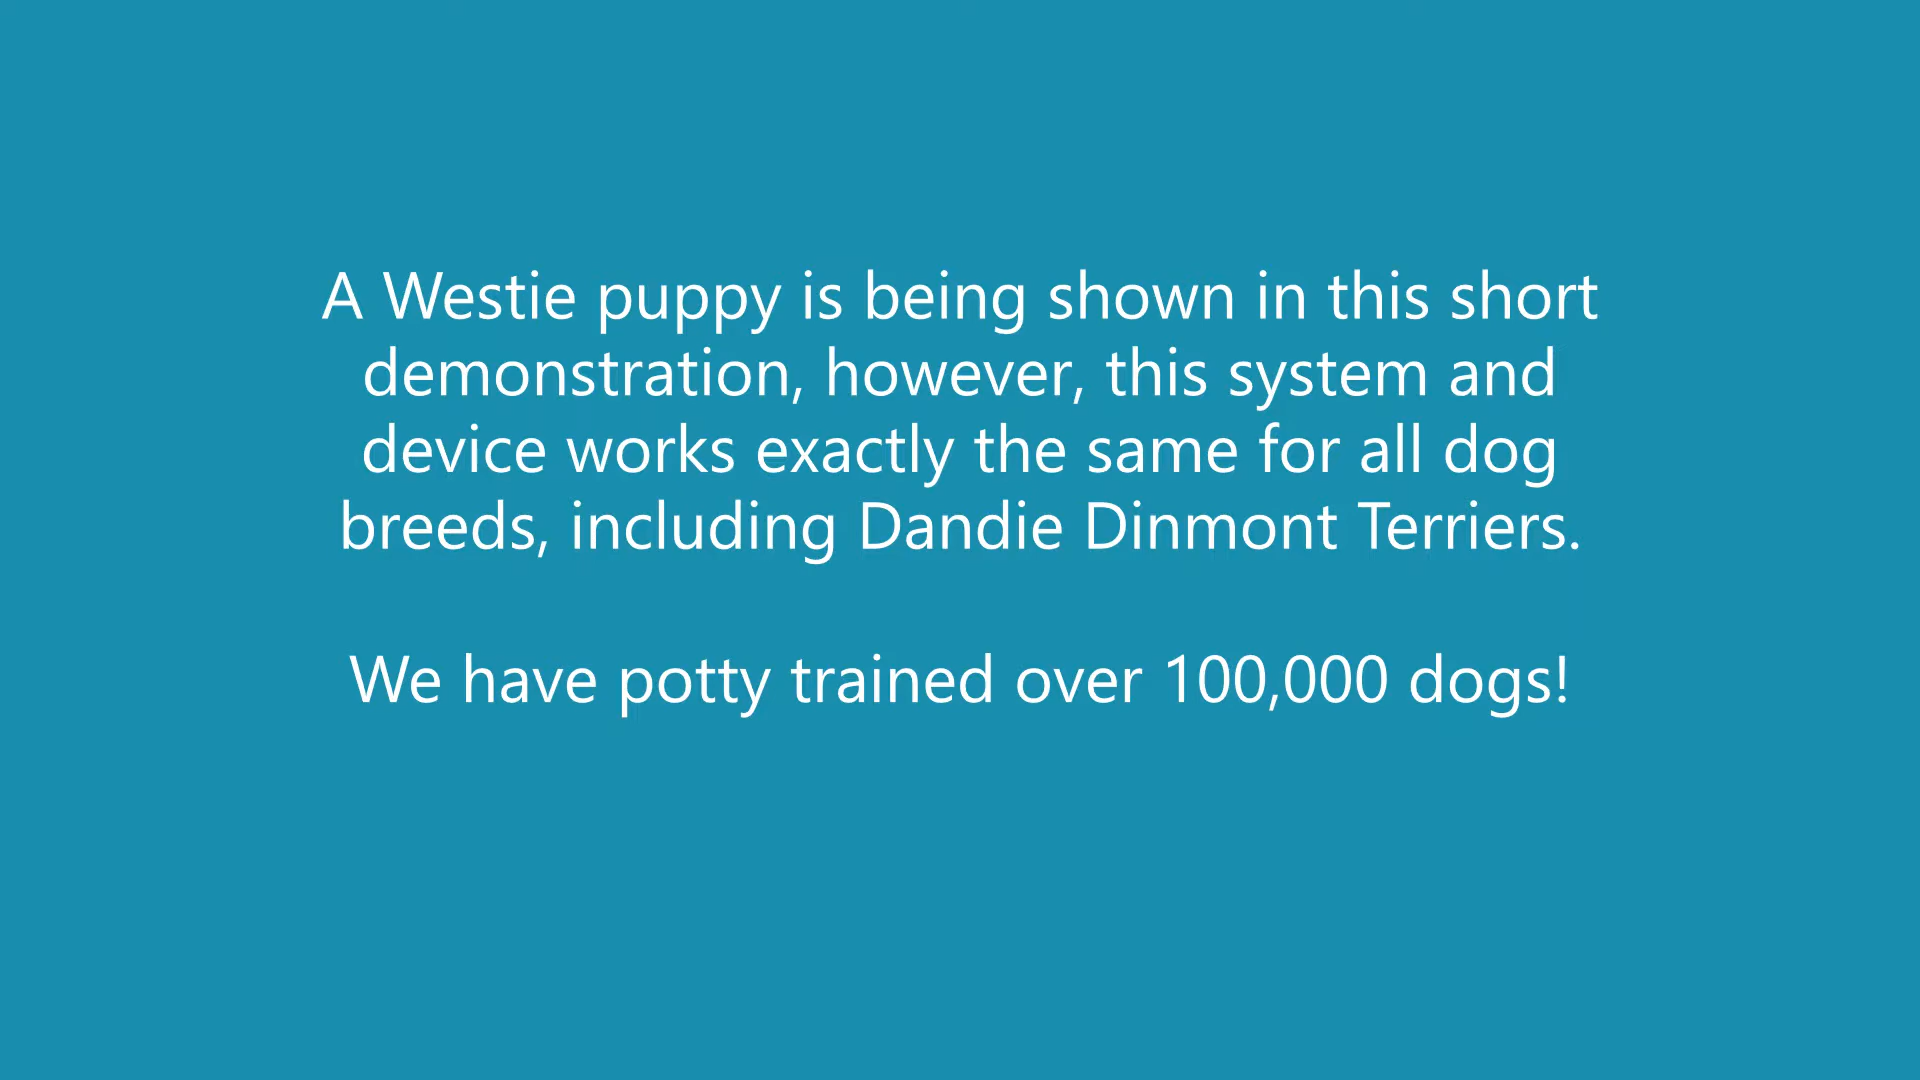 A Westie puppy is being shown in this short
demonstration, however, this system and
device works exactly the same for all dog
breeds, including Dandie Dinmont Terriers.
We have potty trained over 100,000 dogs!